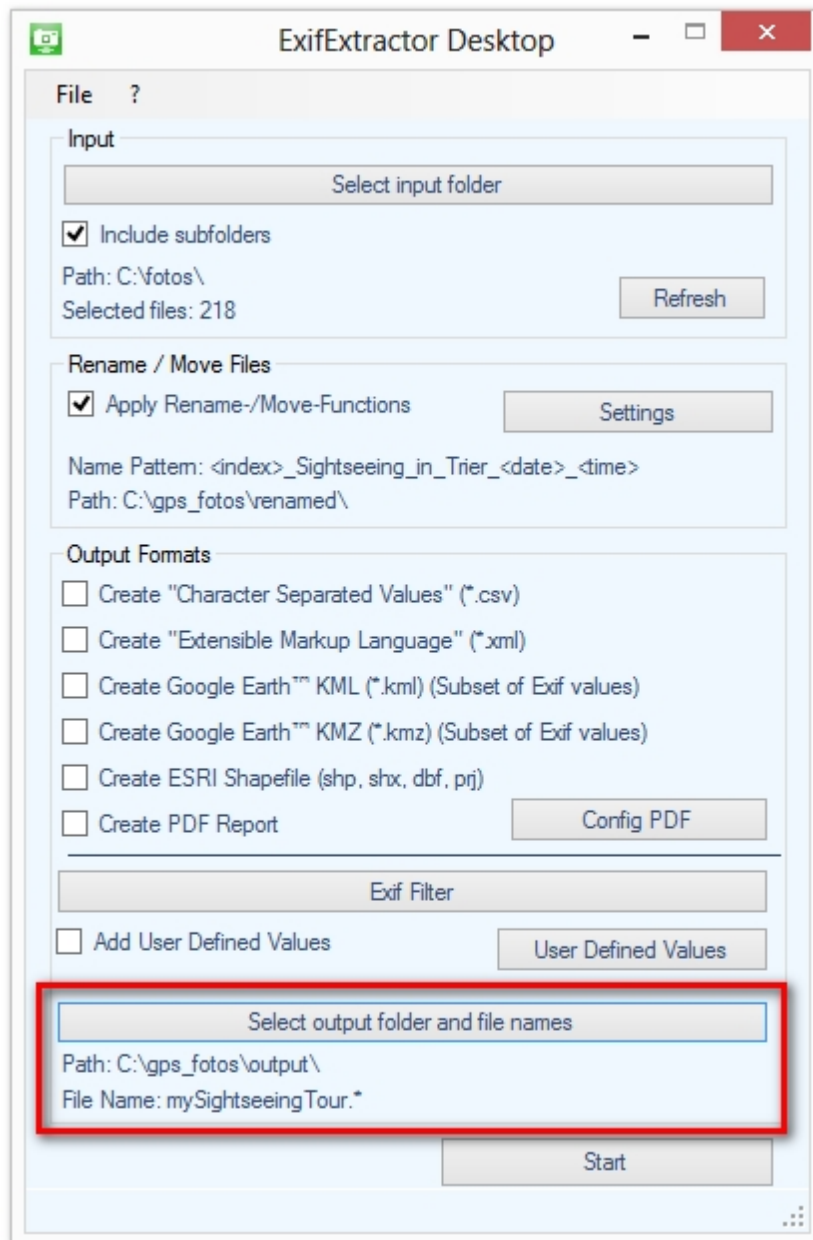 ExifExtractor Desktop
File ?
Input
Select input folder
Include subfolders
Path: C:\fotos\
Refresh
Selected files: 218
Rename / Move Files
Apply Rename-/Move-Functions
Settings
Name Pattern: <index>_Sightseeing_in_Trier_<date>_<time>
Path: C:\gps_fotos\renamed\
Output Formats
Create "Character Separated Values" (*.csv)
Create "Extensible Markup Language" (*.xml)
Create Google Earth™ KML (*.kml) (Subset of Exif values)
Create Google Earth™ KMZ (*.kmz) (Subset of Exif values)
Create ESRI Shapefile (shp, shx, dbf, prj)
Create PDF Report
Config PDF
Exif Filter
Add User Defined Values
User Defined Values
Select output folder and file names
Path: C:\gps_fotos\output\
File Name: mySightseeingTour.*
Start